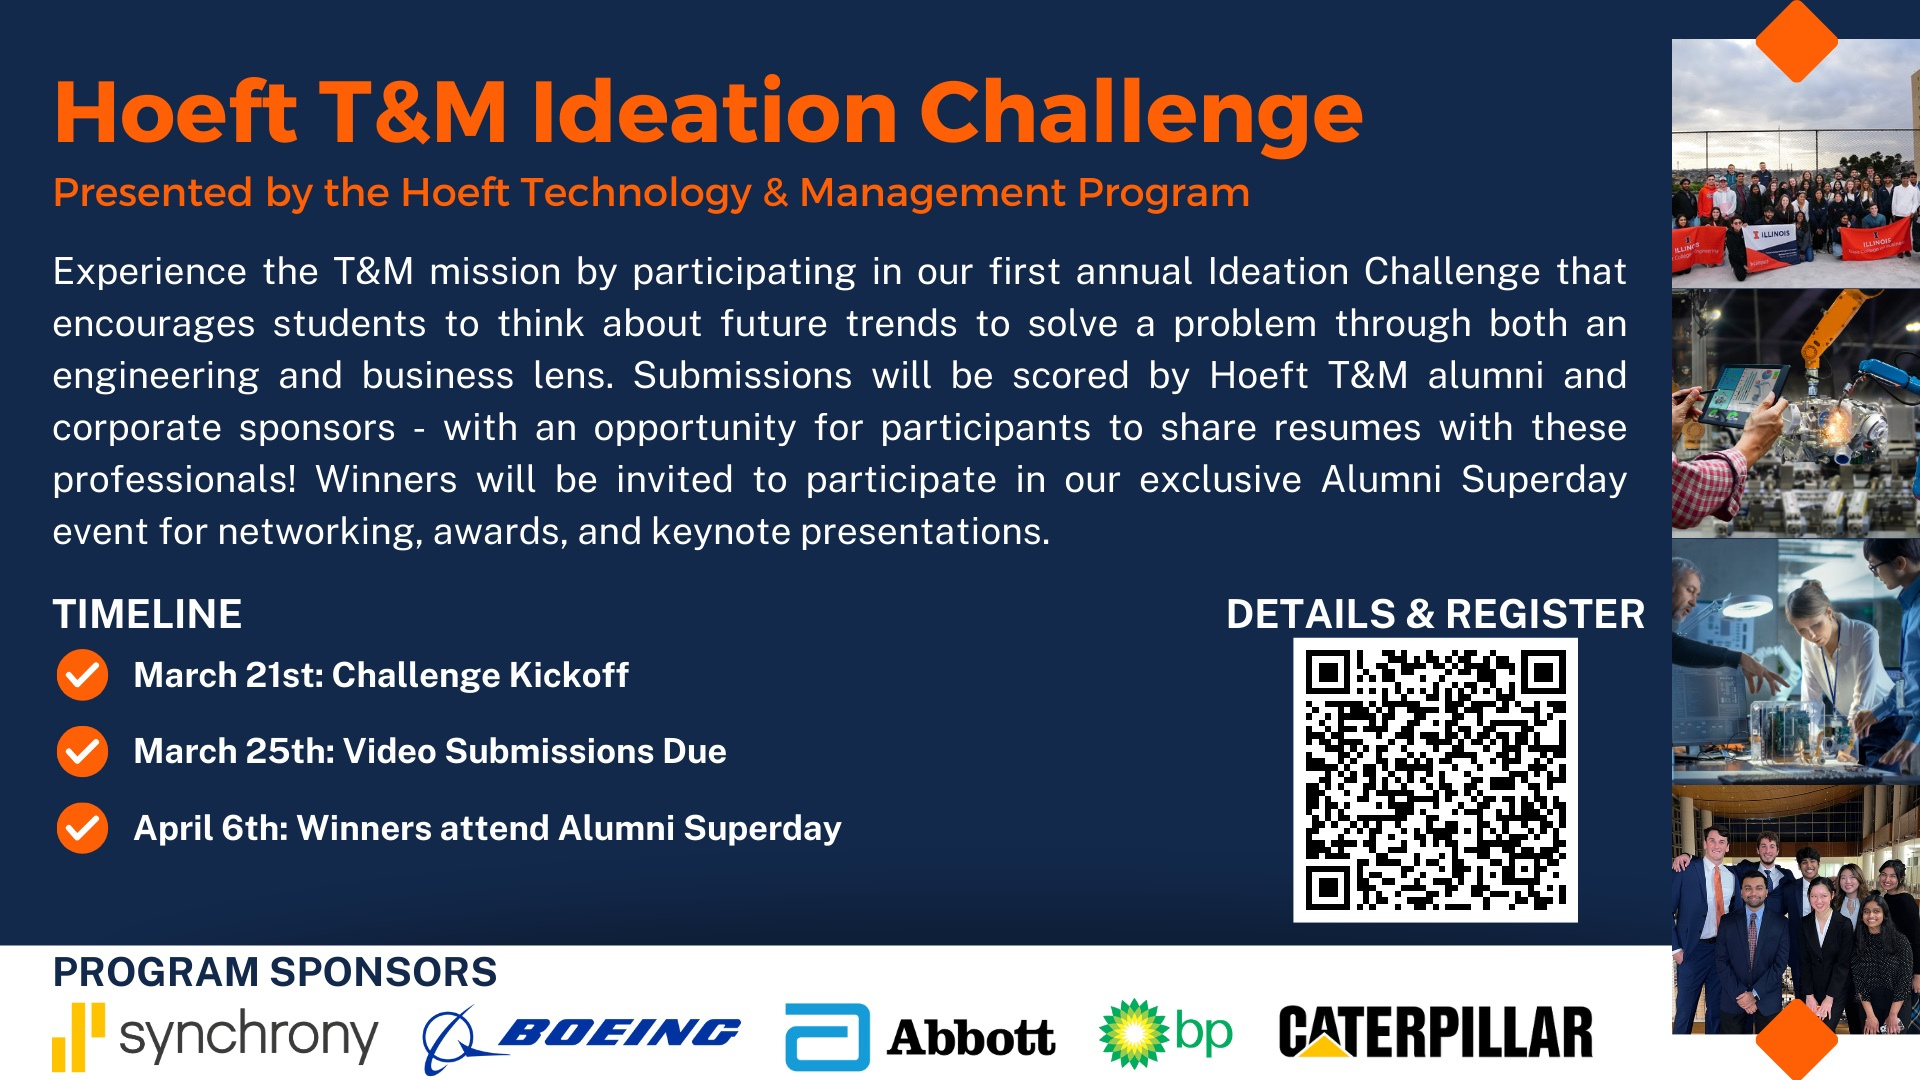 Hoeft T&M Ideation Challenge
Presented by the Hoeft Technology & Management Program
Experience the T&M mission by participating in our first annual Ideation Challenge that
encourages students to think about future trends to solve a problem through both an
engineering and business lens. Submissions will be scored by Hoeft T&M alumni and
corporate sponsors - with an opportunity for participants to share resumes with these
professionals! Winners will be invited to participate in our exclusive Alumni Superday
event for networking, awards, and keynote presentations.
TIMELINE
March 21st: Challenge Kickoff
March 25th: Video Submissions Due
April 6th: Winners attend Alumni Superday
DETAILS & REGISTER
PROGRAM SPONSORS
synchrony
BOEING
Abbott
bp
CATERPILLAR
ILLINOIS
ILLINOIS